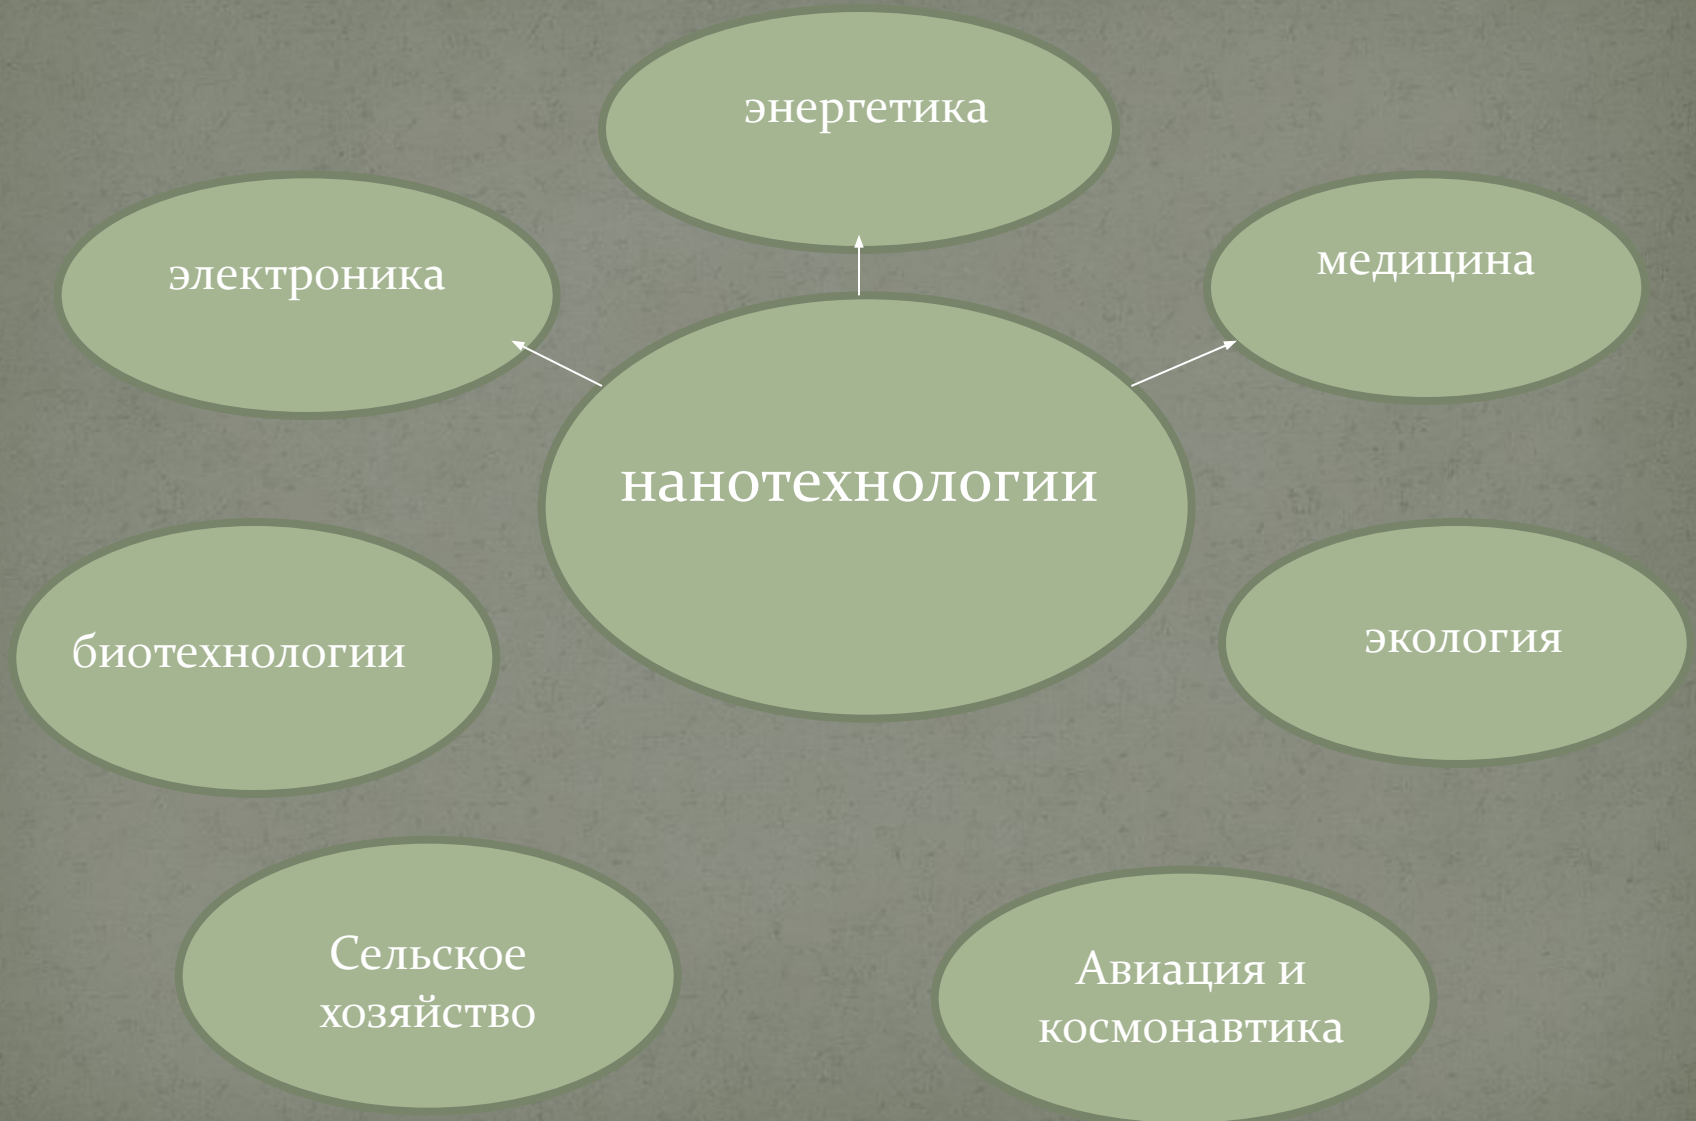 энергетика
электроника
медицина
нанотехнологии
биотехнологии
экология
Сельское
хозяйство
Авиация и
космонавтика